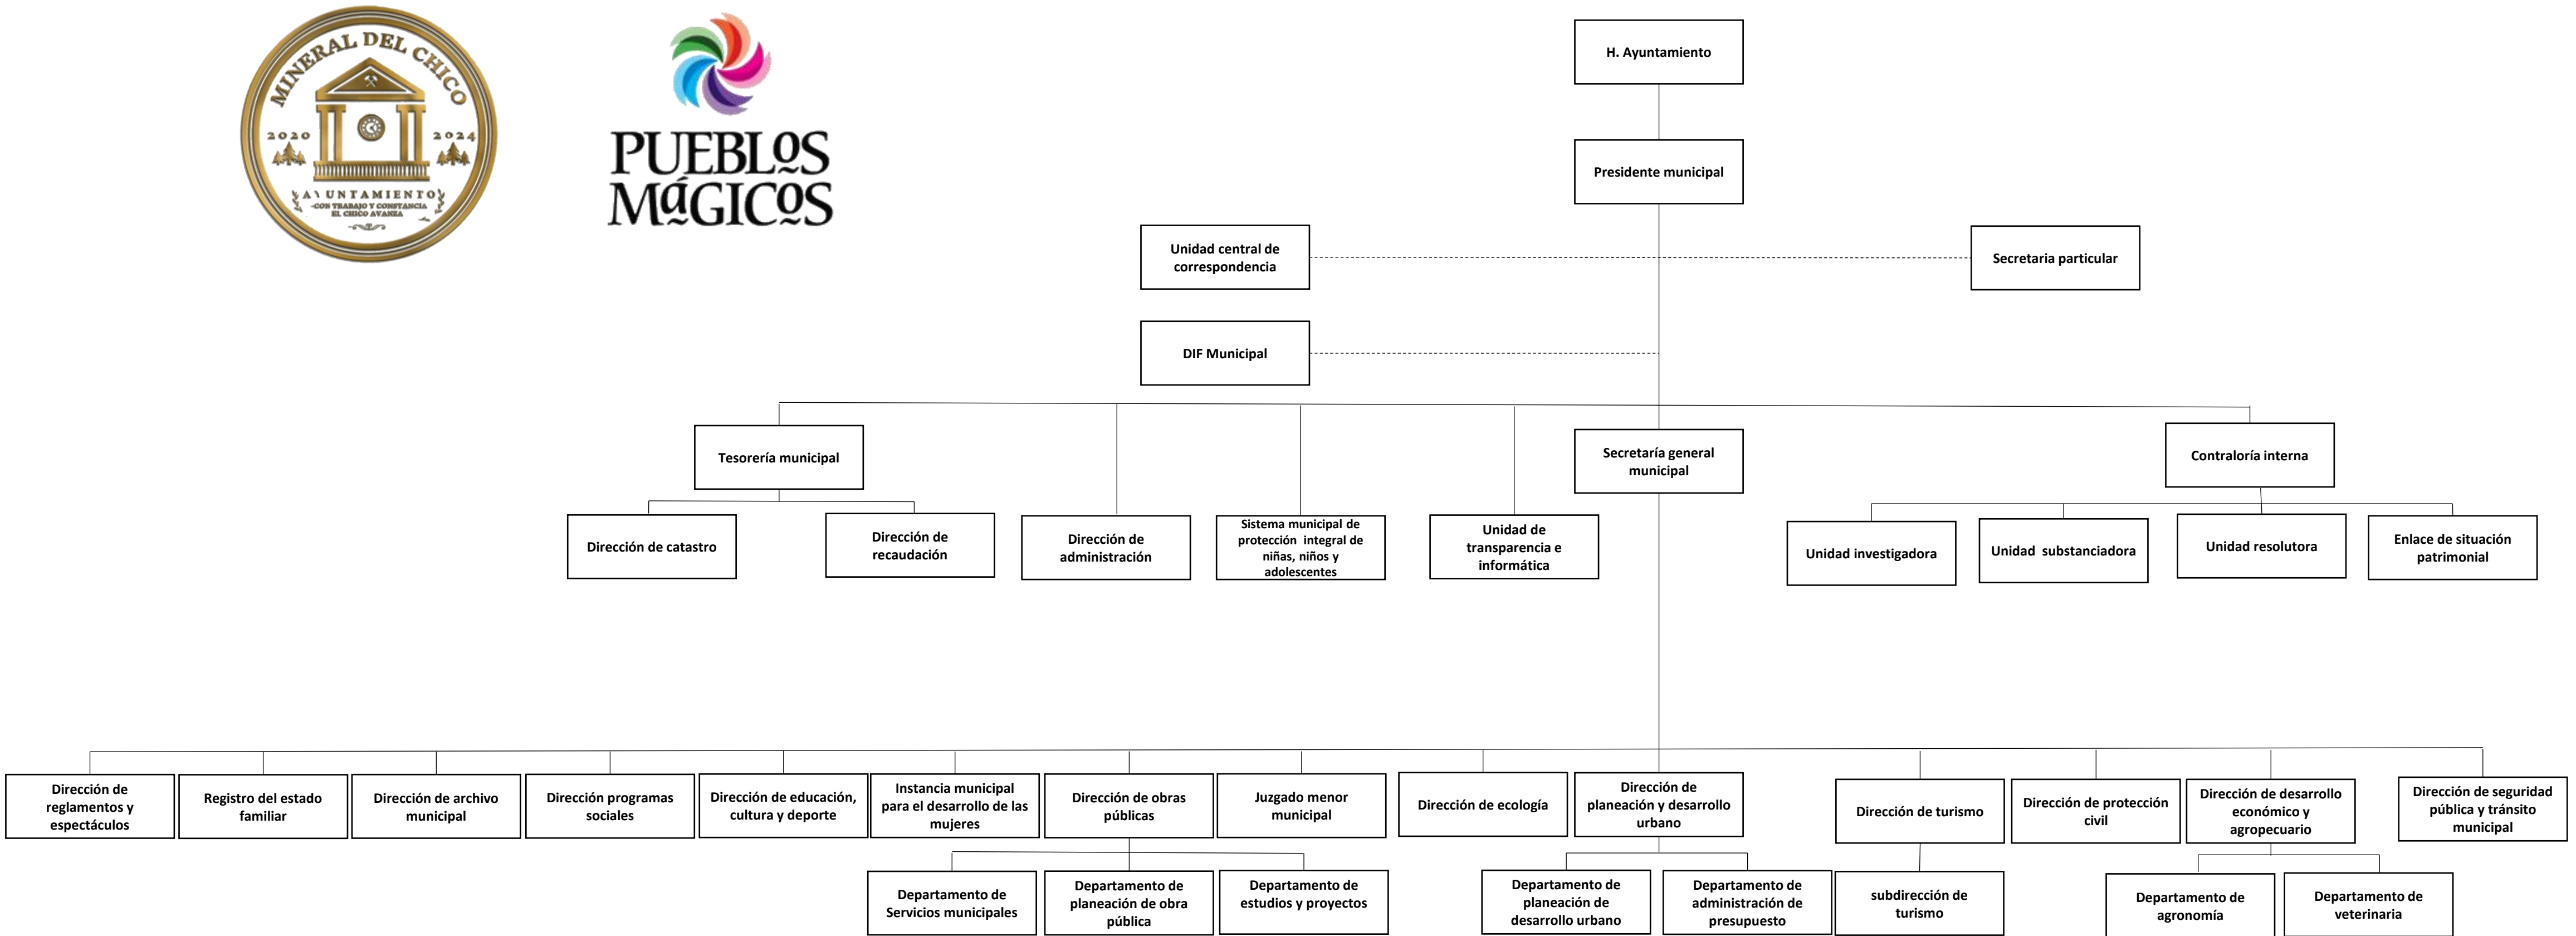 MINERAL DEL CHICO
2020
2024
AYUNTAMIENTO
CON TRABAJO Y CONSTANCIA
EL CHICO AVANZA
PUEBLOS
MáGICOS
H. Ayuntamiento
Presidente municipal
Unidad central de
correspondencia
Secretaria particular
DIF Municipal
Tesorería municipal
Secretaría general
municipal
Contraloría interna
Dirección de catastro
Dirección de
recaudación
Dirección de
administración
Sistema municipal de
protección  integral de
niñas, niños y
adolescentes
Unidad de
transparencia e
informática
Unidad investigadora
Unidad  substanciadora
Unidad resolutora
Enlace de situación
patrimonial
Dirección de
reglamentos y
espectáculos
Registro del estado
familiar
Dirección de archivo
municipal
Dirección programas
sociales
Dirección de educación,
cultura y deporte
Instancia municipal
para el desarrollo de las
mujeres
Dirección de obras
públicas
Juzgado menor
municipal
Dirección de ecología
Dirección de
planeación y desarrollo
urbano
Dirección de turismo
Dirección de protección
civil
Dirección de desarrollo
económico y
agropecuario
Dirección de seguridad
pública y tránsito
municipal
Departamento de
Servicios municipales
Departamento de
planeación de obra
pública
Departamento de
estudios y proyectos
Departamento de
planeación de
desarrollo urbano
Departamento de
administración de
presupuesto
subdirección de
turismo
Departamento de
agronomía
Departamento de
veterinaria